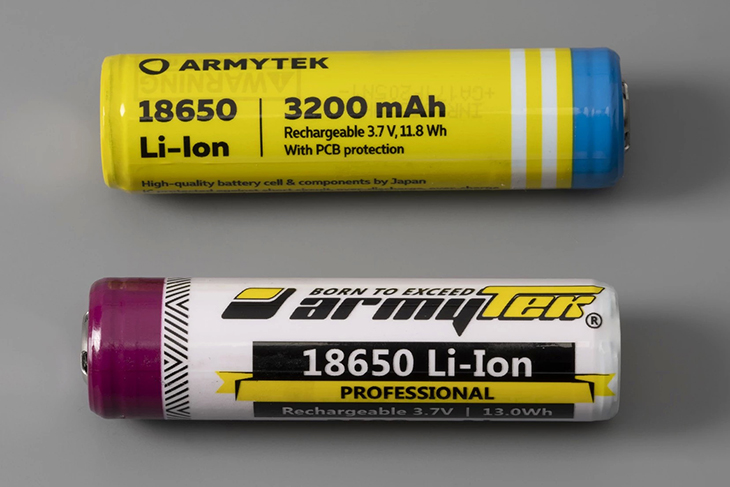 ARMYTEK
18650
Li-Ion
3200 mAh
Rechargeable 3.7 V, 11.8 Wh
With PCB protection
High-quality battery cell & components by Japan
WARNING
BORN TO EXCEED
armyTek®
18650 Li-Ion
PROFESSIONAL
Rechargeable 3.7V | 13.0Wh